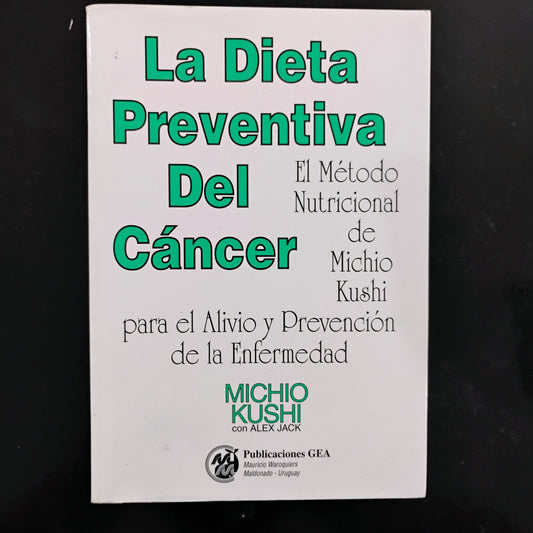 La Dieta
Preventiva
Del
Cáncer
El Método
Nutricional
de
Michio
Kushi
para el Alivio y Prevención
de la Enfermedad
MICHIO
KUSHI
con ALEX JACK
Publicaciones GEA
Mauricio Waroquiers
Maldonado - Uruguay